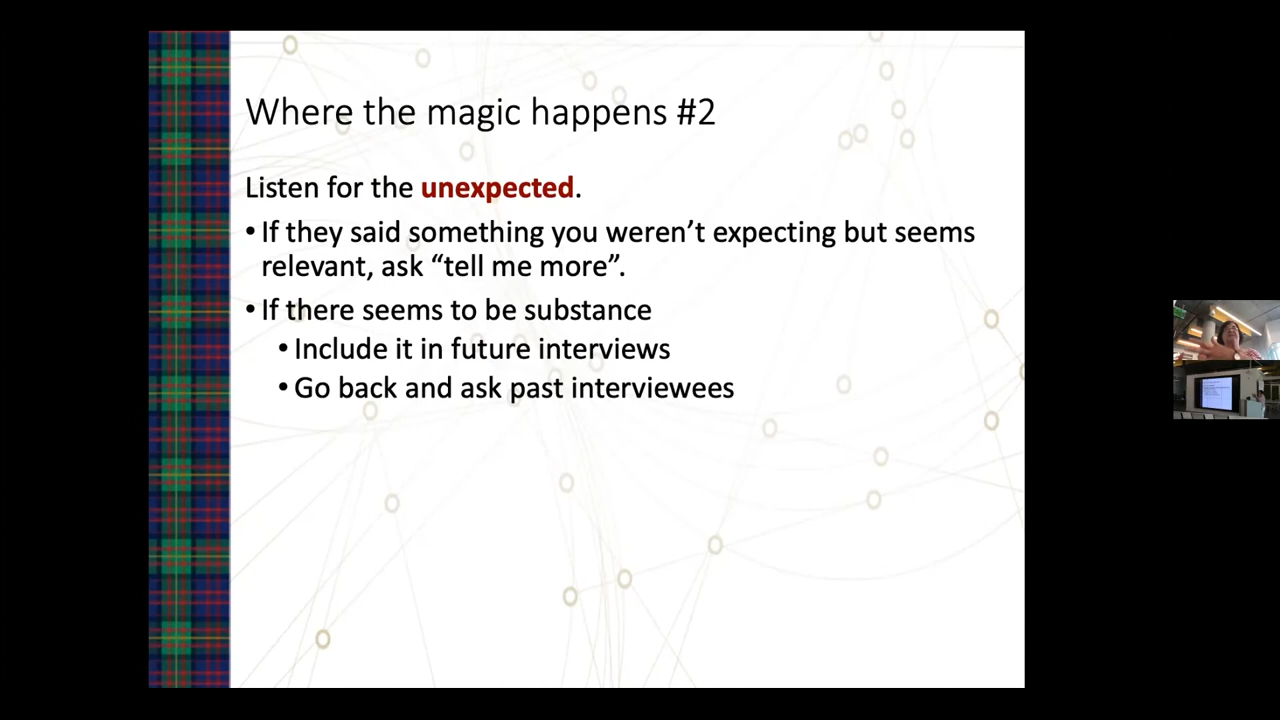 Where the magic happens #2
Listen for the unexpected.
• If they said something you weren’t expecting but seems
relevant, ask “tell me more”.
• If there seems to be substance
• Include it in future interviews
• Go back and ask past interviewees